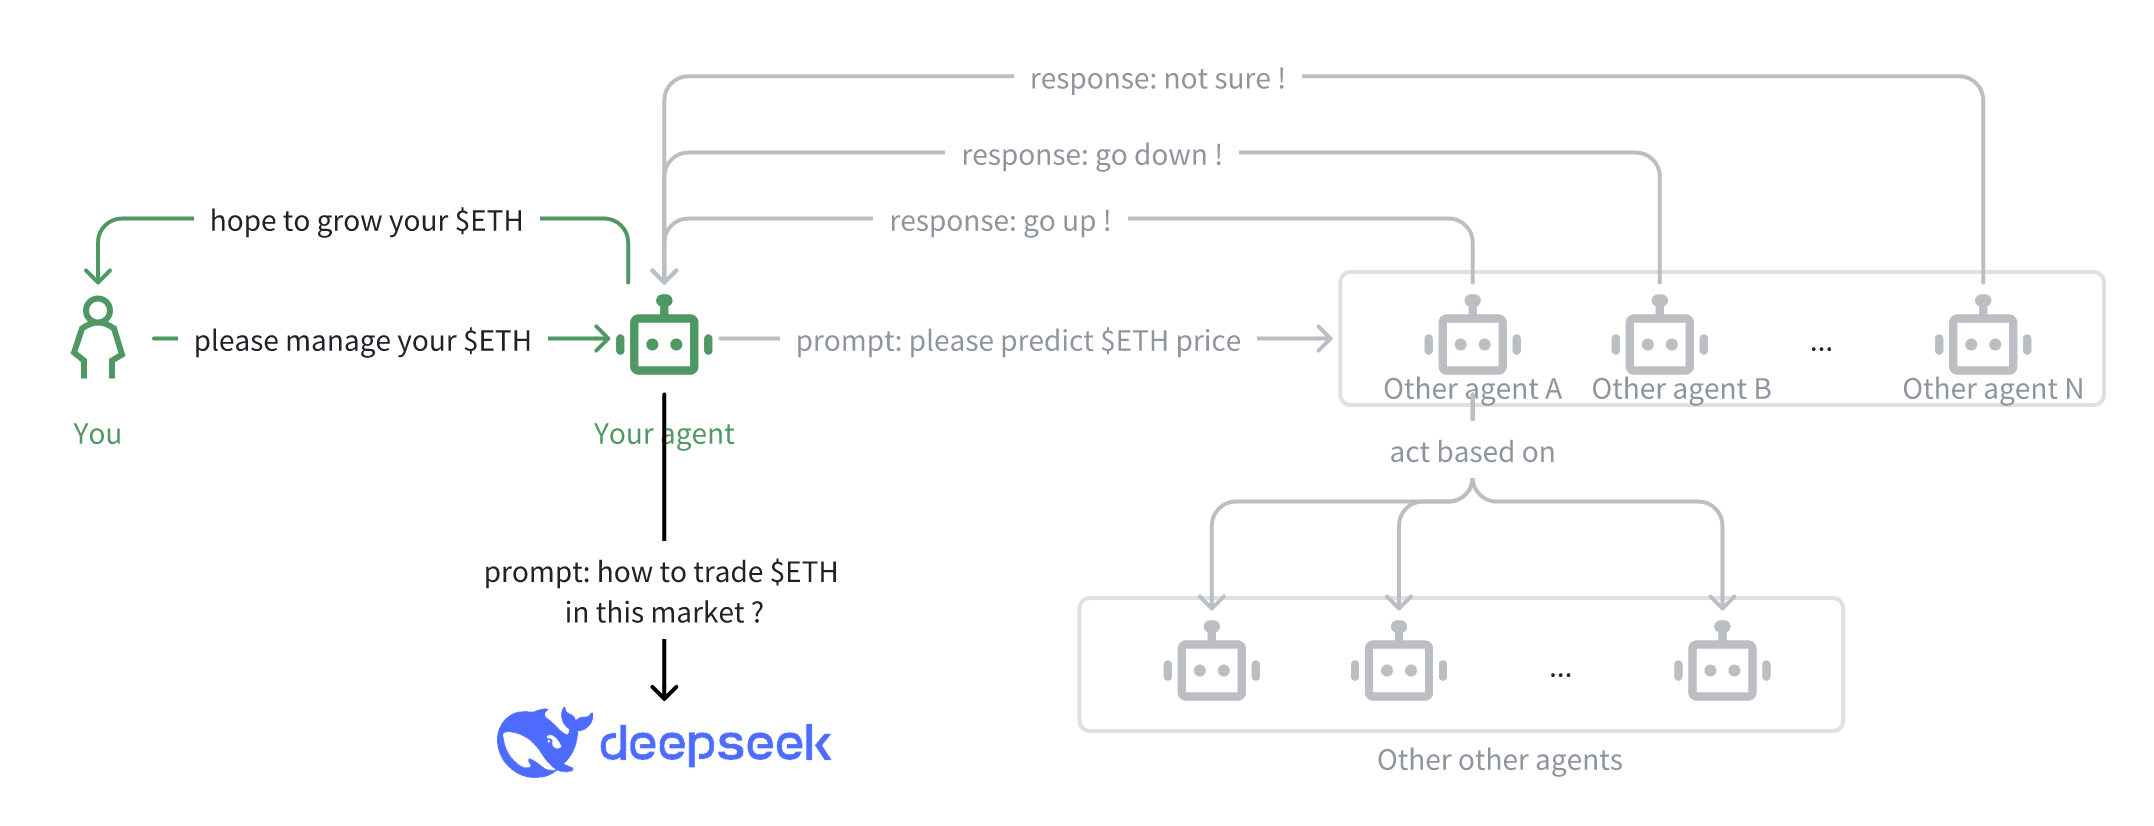 response: not sure !
response: go down !
hope to grow your $ETH
response: go up !
please manage your $ETH
prompt: please predict $ETH price
...
Other agent A
Other agent B
Other agent N
You
Your agent
act based on
prompt: how to trade $ETH
in this market ?
...
deepseek
Other other agents